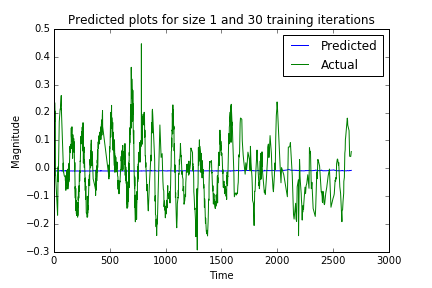 Predicted plots for size 1 and 30 training iterations
Predicted
Actual
Magnitude
0.5
0.4
0.3
0.2
0.1
0.0
−0.1
−0.2
−0.3
0 500 1000 1500 2000 2500 3000
Time